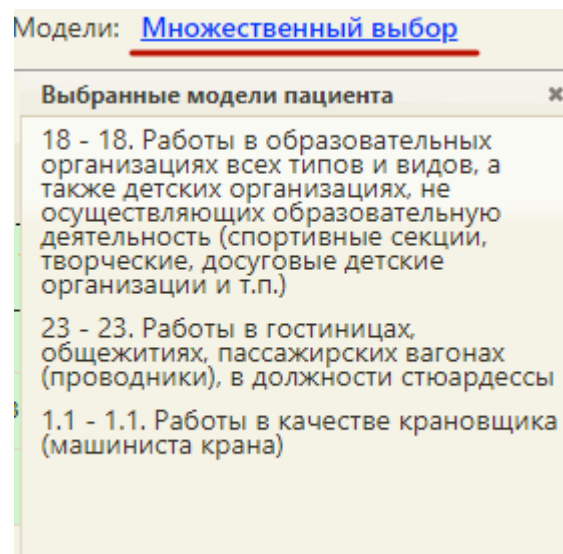 Модели: Множественный выбор
Выбранные модели пациента
18 - 18. Работы в образовательных
организациях всех типов и видов, а
также детских организациях, не
осуществляющих образовательную
деятельность (спортивные секции,
творческие, досуговые детские
организации и т.п.)
23 - 23. Работы в гостиницах,
общежитиях, пассажирских вагонах
(проводники), в должности стюардессы
1.1 - 1.1. Работы в качестве крановщика
(машиниста крана)